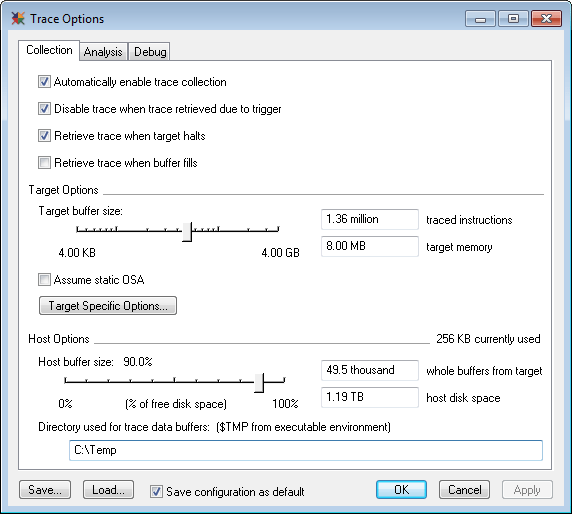 Trace Options
Collection Analysis Debug
Automatically enable trace collection
Disable trace when trace retrieved due to trigger
Retrieve trace when target halts
Retrieve trace when buffer fills
Target Options
Target buffer size:
1.36 million traced instructions
4.00 KB 4.00 GB 8.00 MB target memory
Assume static OSA
Target Specific Options...
Host Options 256 KB currently used
Host buffer size: 90.0%
49.5 thousand whole buffers from target
0% (% of free disk space) 100% 1.19 TB host disk space
Directory used for trace data buffers: ($TMP from executable environment)
C:\Temp
Save... Load... Save configuration as default OK Cancel Apply